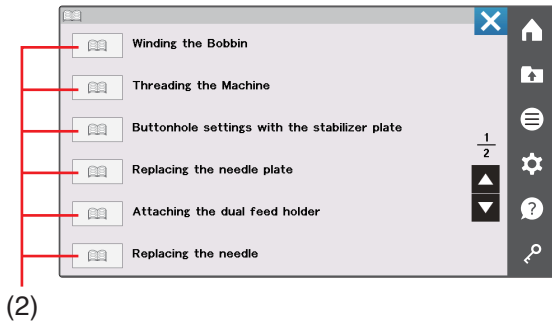 Winding the Bobbin
Threading the Machine
Buttonhole settings with the stabilizer plate
1
2
Replacing the needle plate
Attaching the dual feed holder
?
Replacing the needle
(2)